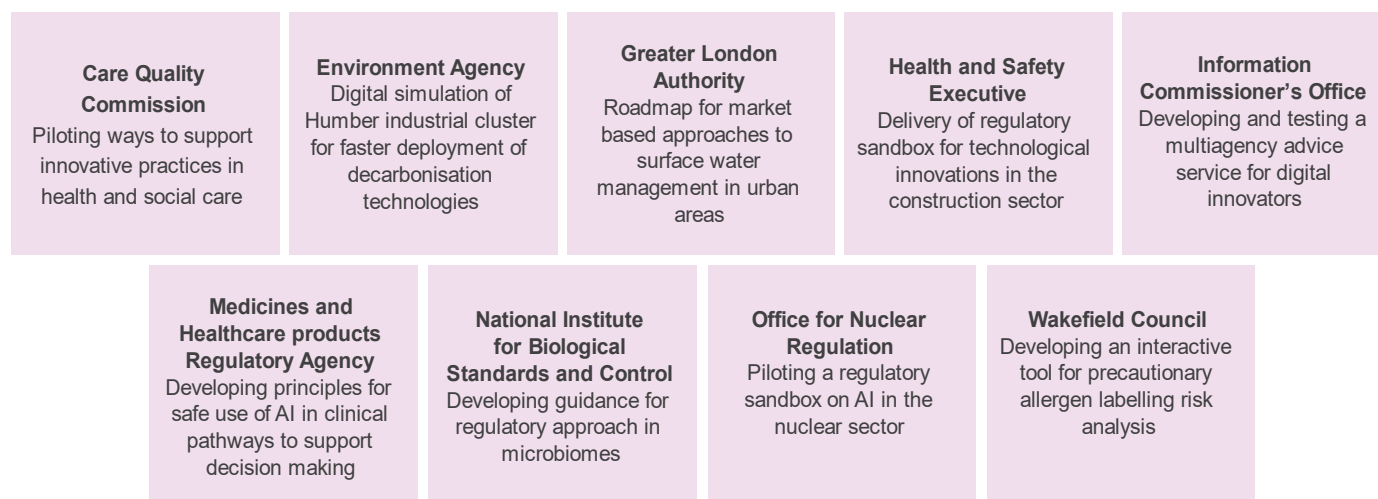 Care Quality
Commission
Piloting ways to support
innovative practices in
health and social care
Environment Agency
Digital simulation of
Humber industrial cluster
for faster deployment of
decarbonisation
technologies
Greater London
Authority
Roadmap for market
based approaches to
surface water
management in urban
areas
Health and Safety
Executive
Delivery of regulatory
sandbox for technological
innovations in the
construction sector
Information
Commissioner’s Office
Developing and testing a
multiagency advice
service for digital
innovators
Medicines and
Healthcare products
Regulatory Agency
Developing principles for
safe use of AI in clinical
pathways to support
decision making
National Institute
for Biological
Standards and Control
Developing guidance for
regulatory approach in
microbiomes
Office for Nuclear
Regulation
Piloting a regulatory
sandbox on AI in the
nuclear sector
Wakefield Council
Developing an interactive
tool for precautionary
allergen labelling risk
analysis